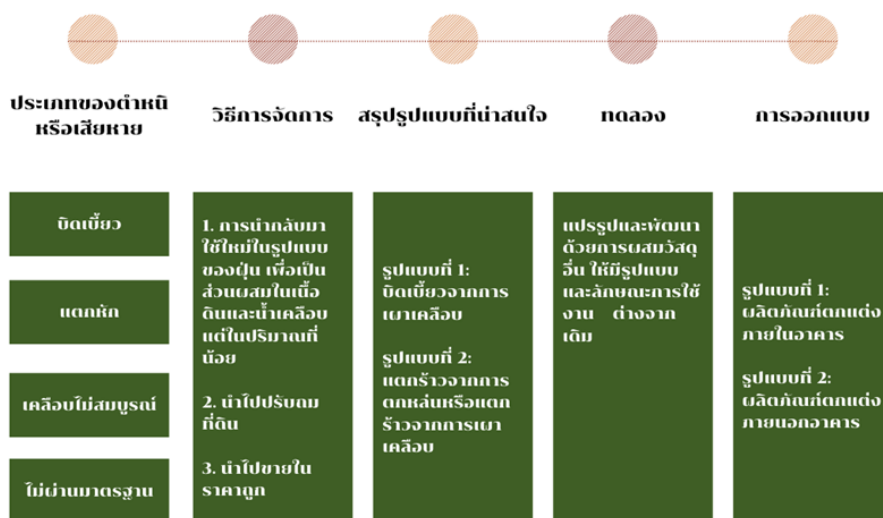 ประเภทของตำหนิ
หรือเสียหาย
วิธีการจัดการ
สรุปรูปแบบที่น่าสนใจ
ทดลอง
การออกแบบ
บิดเบี้ยว
แตกหัก
เคลือบไม่สมบูรณ์
ไม่ผ่านมาตรฐาน
1. การนำกลับมา
ใช้ใหม่ในรูปแบบ
ของฝุ่น เพื่อเป็น
ส่วนผสมในเนื้อ
ดินและน้ำเคลือบ
แต่ในปริมาณที่
น้อย
2. นำไปปรับถม
ที่ดิน
3. นำไปขายใน
ราคาถูก
รูปแบบที่ 1:
บิดเบี้ยวจากการ
เผาเคลือบ
รูปแบบที่ 2:
แตกร้าวจากการ
ตกหล่นหรือแตก
ร้าวจากการเผา
เคลือบ
แปรรูปและพัฒนา
ด้วยการผสมวัสดุ
อื่น ให้มีรูปแบบ
และลักษณะการใช้
งาน ต่างจาก
เดิม
รูปแบบที่ 1:
ผลิตภัณฑ์ตกแต่ง
ภายในอาคาร
รูปแบบที่ 2:
ผลิตภัณฑ์ตกแต่ง
ภายนอกอาคาร